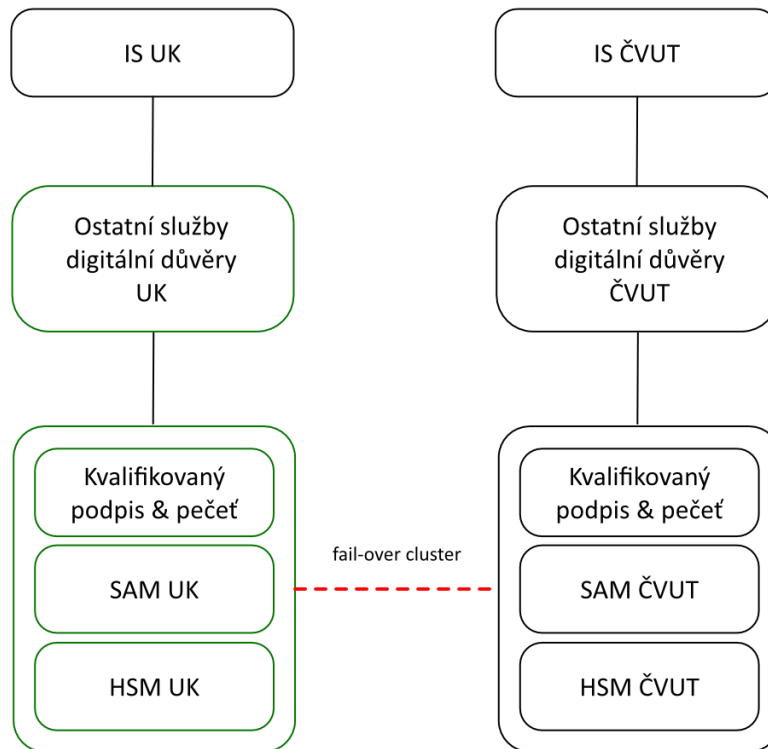 IS UK
IS ČVUT
Ostatní služby
digitální důvěry
UK
Ostatní služby
digitální důvěry
ČVUT
Kvalifikovaný
podpis & pečeť
SAM UK
HSM UK
fail-over cluster
Kvalifikovaný
podpis & pečeť
SAM ČVUT
HSM ČVUT